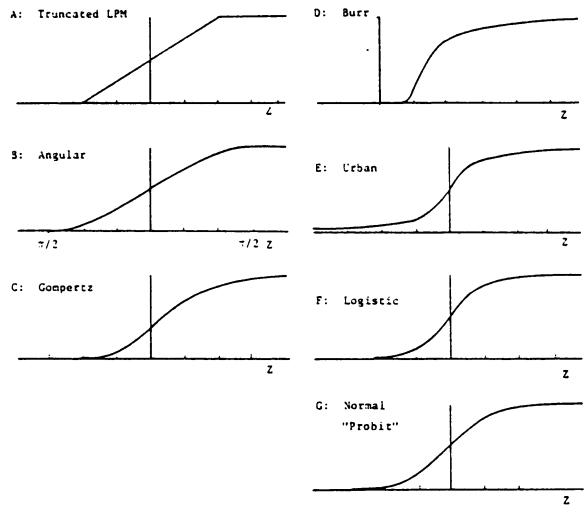 A: Truncated LPM
Z
B: Angular
π/2
π/2 Z
C: Gompertz
Z
D: Burr
Z
E: Urban
Z
F: Logistic
Z
G: Normal
"Probit"
Z